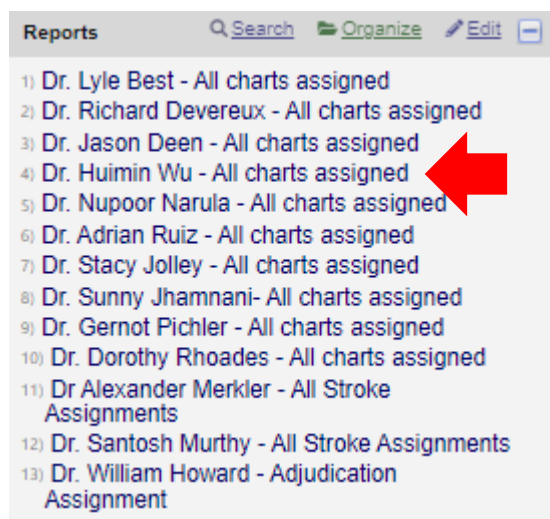 Reports Search Organize Edit
1) Dr. Lyle Best - All charts assigned
2) Dr. Richard Devereux - All charts assigned
3) Dr. Jason Deen - All charts assigned
4) Dr. Huimin Wu - All charts assigned
5) Dr. Nupoor Narula - All charts assigned
6) Dr. Adrian Ruiz - All charts assigned
7) Dr. Stacy Jolley - All charts assigned
8) Dr. Sunny Jhamnani- All charts assigned
9) Dr. Gernot Pichler - All charts assigned
10) Dr. Dorothy Rhoades - All charts assigned
11) Dr Alexander Merkler - All Stroke
Assignments
12) Dr. Santosh Murthy - All Stroke Assignments
13) Dr. William Howard - Adjudication
Assignment